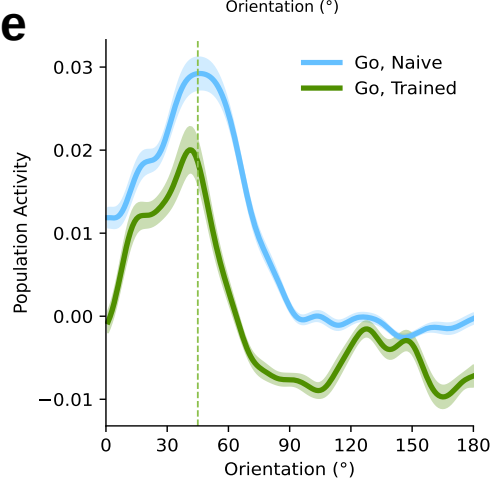 e
Orientation (°)
Go, Naive
Go, Trained
Population Activity
0.03
0.02
0.01
0.00
−0.01
0 30 60 90 120 150 180
Orientation (°)